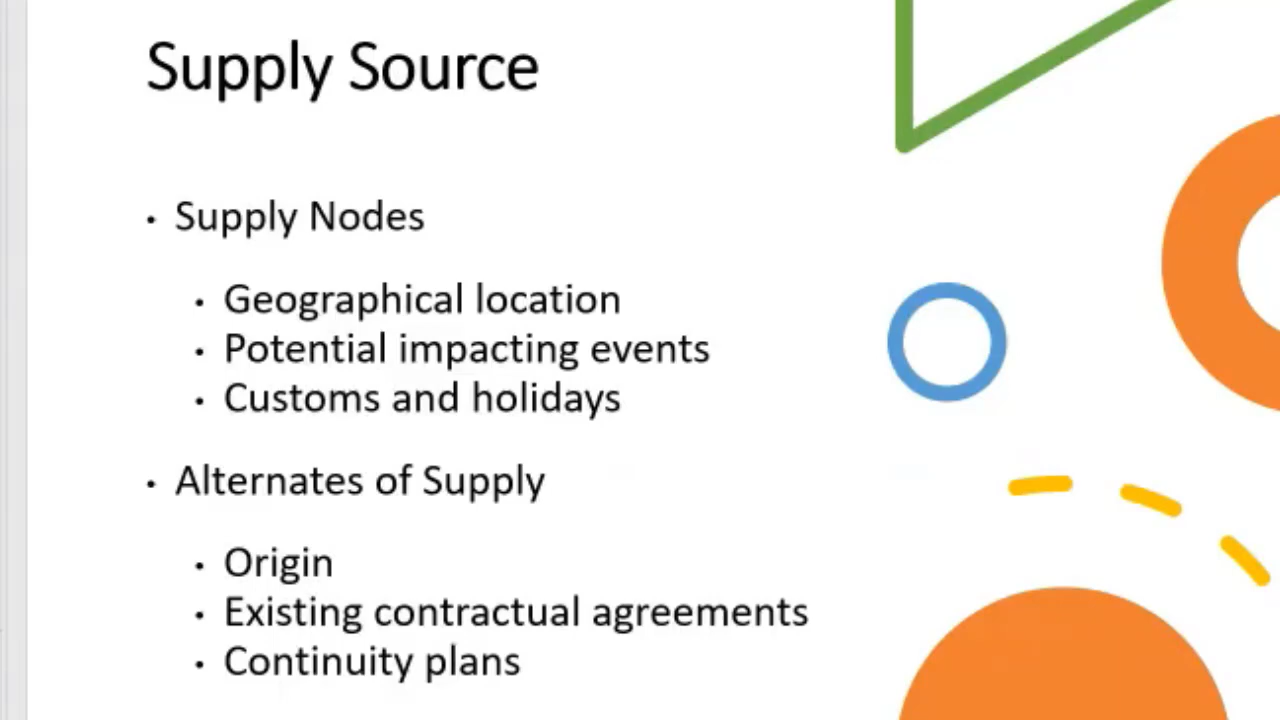 Supply Source
• Supply Nodes
• Geographical location
• Potential impacting events
• Customs and holidays
• Alternates of Supply
• Origin
• Existing contractual agreements
• Continuity plans